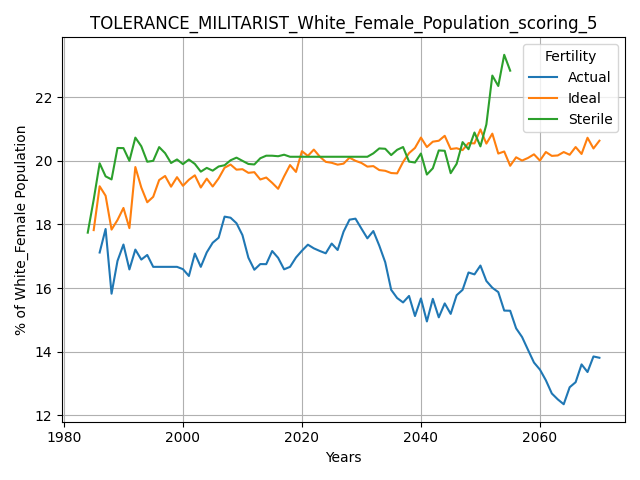 TOLERANCE_MILITARIST_White_Female_Population_scoring_5
% of White_Female Population
22
20
18
16
14
12
1980 2000 2020 2040 2060
Years
Fertility
Actual
Ideal
Sterile